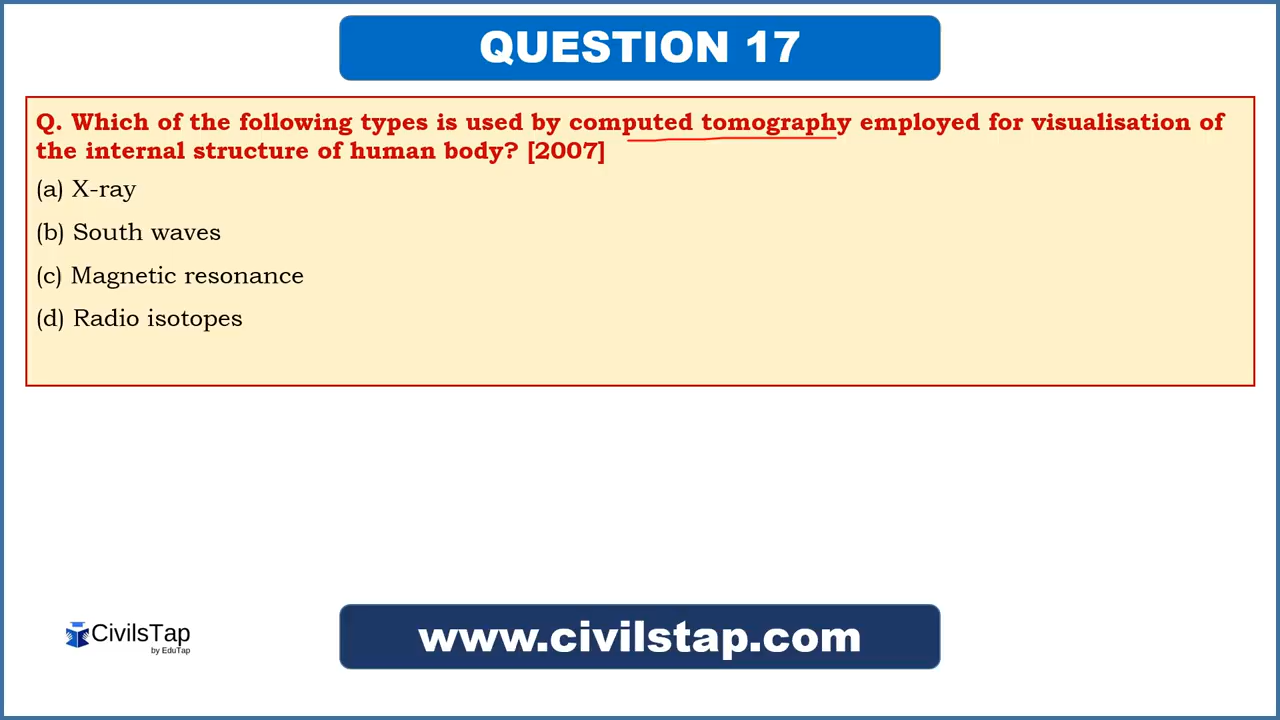 QUESTION 17
Q. Which of the following types is used by computed tomography employed for visualisation of
the internal structure of human body? [2007]
(a) X-ray
(b) South waves
(c) Magnetic resonance
(d) Radio isotopes
CivilsTap
by EduTap
www.civilstap.com